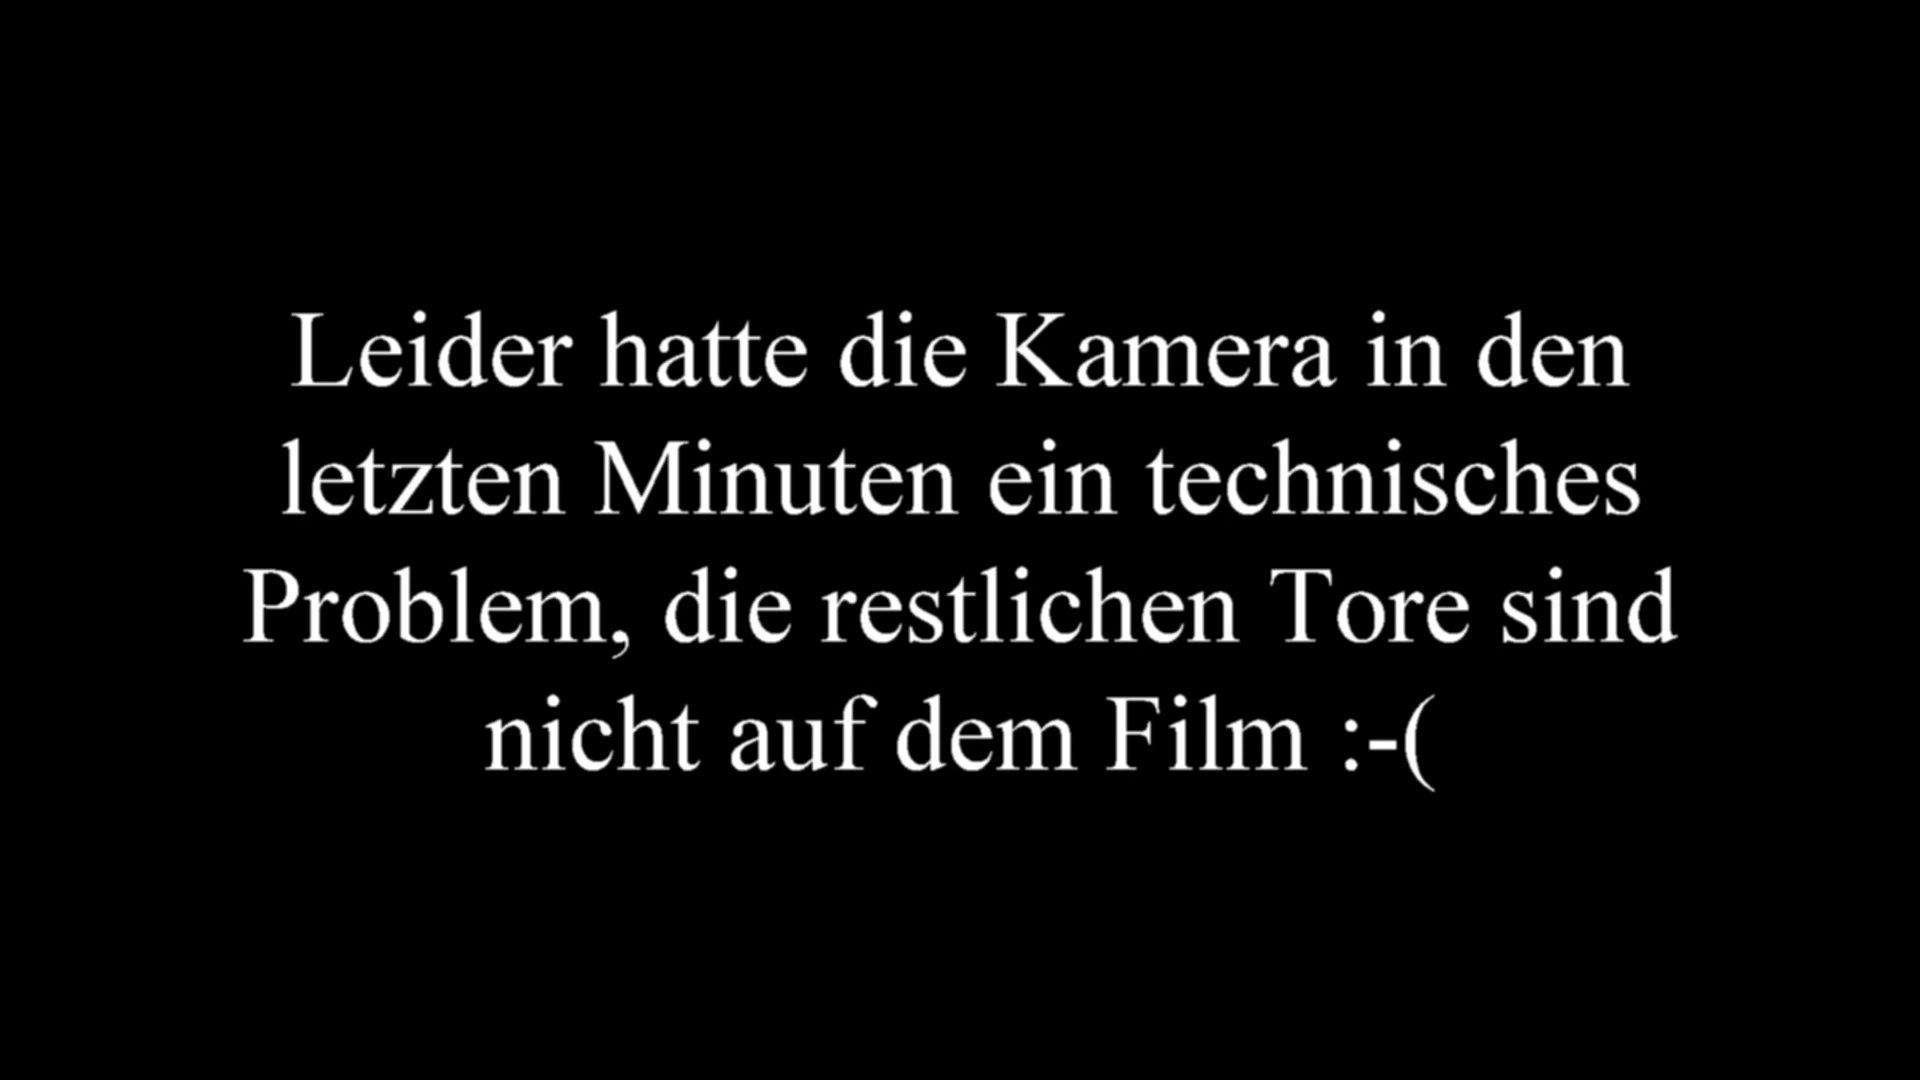 Leider hatte die Kamera in den
letzten Minuten ein technisches
Problem, die restlichen Tore sind
nicht auf dem Film :-(